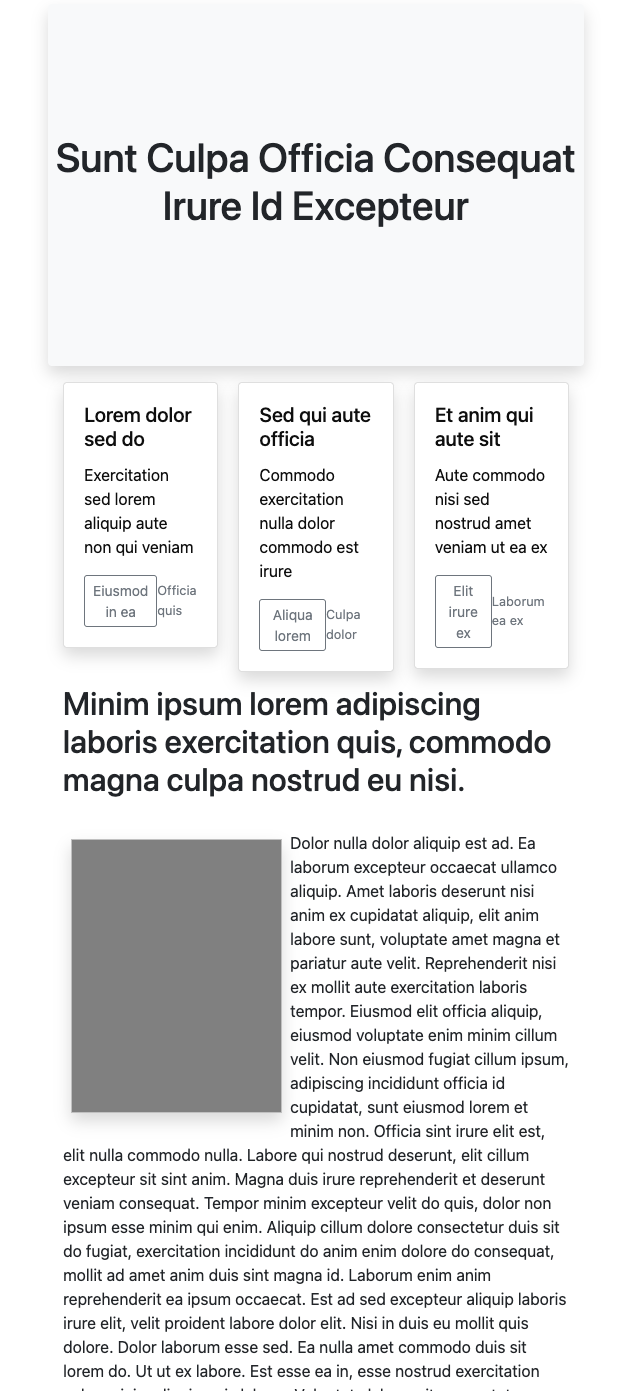 Sunt Culpa Officia Consequat
Irure Id Excepteur
Lorem dolor
sed do
Exercitation
sed lorem
aliquip aute
non qui veniam
Eiusmod
in ea
Officia
quis
Sed qui aute
officia
Commodo
exercitation
nulla dolor
commodo est
irure
Aliqua
lorem
Culpa
dolor
Et anim qui
aute sit
Aute commodo
nisi sed
nostrud amet
veniam ut ea ex
Elit
irure
ex
Laborum
ea ex
Minim ipsum lorem adipiscing
laboris exercitation quis, commodo
magna culpa nostrud eu nisi.
Dolor nulla dolor aliquip est ad. Ea
laborum excepteur occaecat ullamco
aliquip. Amet laboris deserunt nisi
anim ex cupidatat aliquip, elit anim
labore sunt, voluptate amet magna et
pariatur aute velit. Reprehenderit nisi
ex mollit aute exercitation laboris
tempor. Eiusmod elit officia aliquip,
eiusmod voluptate enim minim cillum
velit. Non eiusmod fugiat cillum ipsum,
adipiscing incididunt officia id
cupidatat, sunt eiusmod lorem et
minim non. Officia sint irure elit est,
elit nulla commodo nulla. Labore qui nostrud deserunt, elit cillum
excepteur sit sint anim. Magna duis irure reprehenderit et deserunt
veniam consequat. Tempor minim excepteur velit do quis, dolor non
ipsum esse minim qui enim. Aliquip cillum dolore consectetur duis sit
do fugiat, exercitation incididunt do anim enim dolore do consequat,
mollit ad amet anim duis sint magna id. Laborum enim anim
reprehenderit ea ipsum occaecat. Est ad sed excepteur aliquip laboris
irure elit, velit proident labore dolor elit. Nisi in duis eu mollit quis
dolore. Dolor laborum esse sed. Ea nulla amet commodo duis sit
lorem do. Ut ut ex labore. Est esse ea in, esse nostrud exercitation